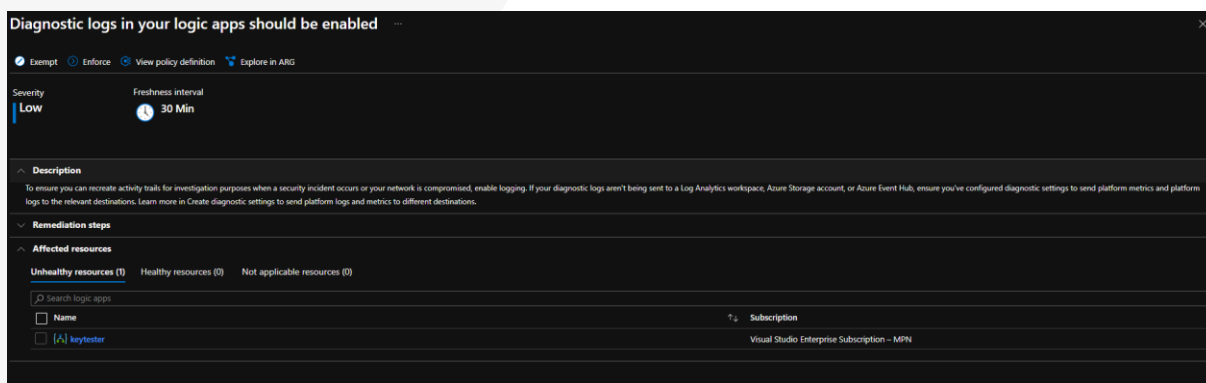 Diagnostic logs in your logic apps should be enabled ...
Exempt Enforce View policy definition Explore in ARG
Severity Freshness interval
Low 30 Min
Description
To ensure you can recreate activity trails for investigation purposes when a security incident occurs or your network is compromised, enable logging. If your diagnostic logs aren't being sent to a Log Analytics workspace, Azure Storage account, or Azure Event Hub, ensure you've configured diagnostic settings to send platform metrics and platform
logs to the relevant destinations. Learn more in Create diagnostic settings to send platform logs and metrics to different destinations.
Remediation steps
Affected resources
Unhealthy resources (1) Healthy resources (0) Not applicable resources (0)
Search logic apps
Name ↑↓ Subscription
keytester Visual Studio Enterprise Subscription – MPN